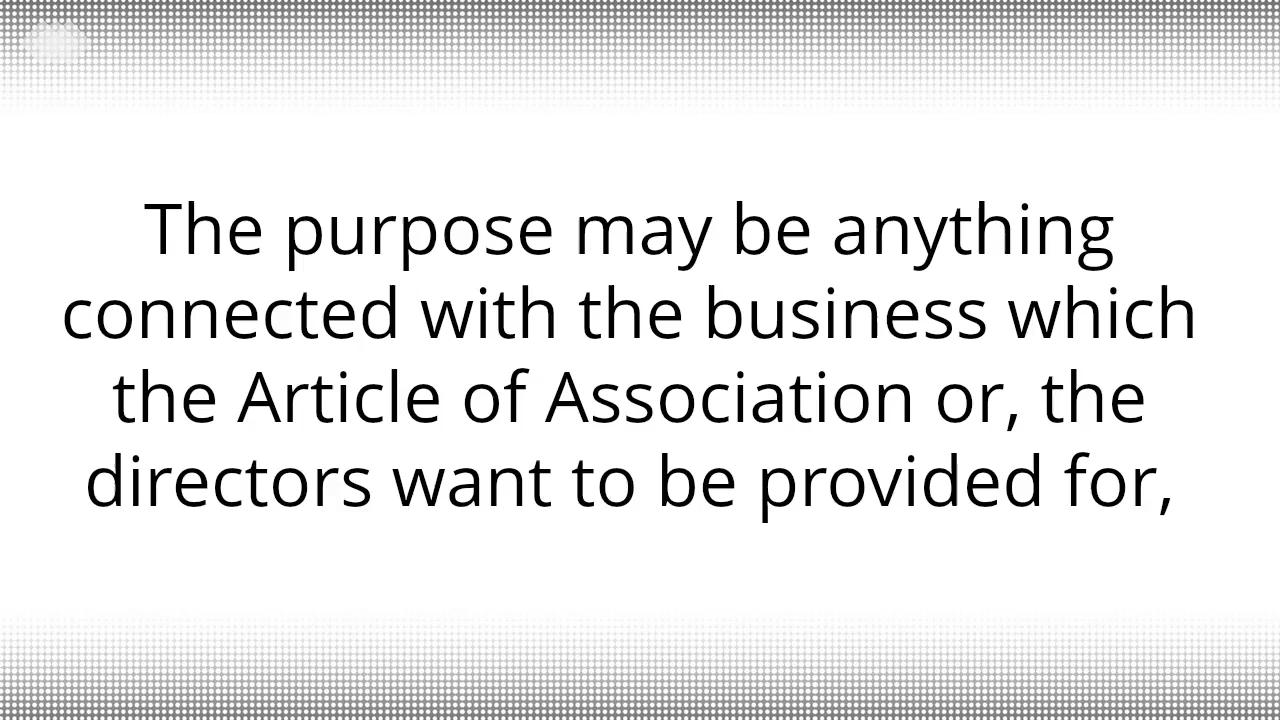 The purpose may be anything
connected with the business which
the Article of Association or, the
directors want to be provided for,